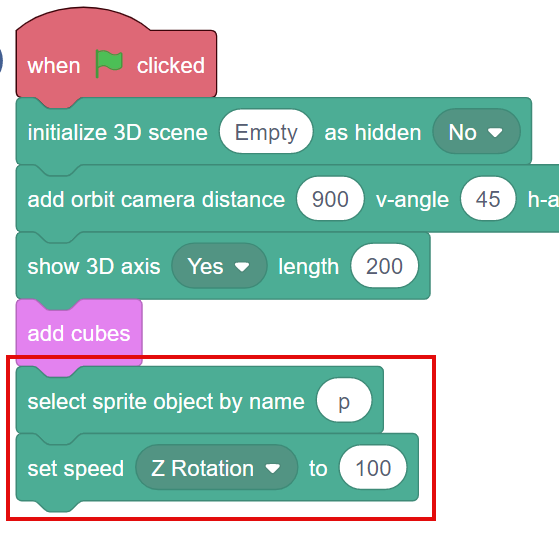 when clicked
initialize 3D scene Empty as hidden No
add orbit camera distance 900 v-angle 45 h-a
show 3D axis Yes length 200
add cubes
select sprite object by name p
set speed Z Rotation to 100